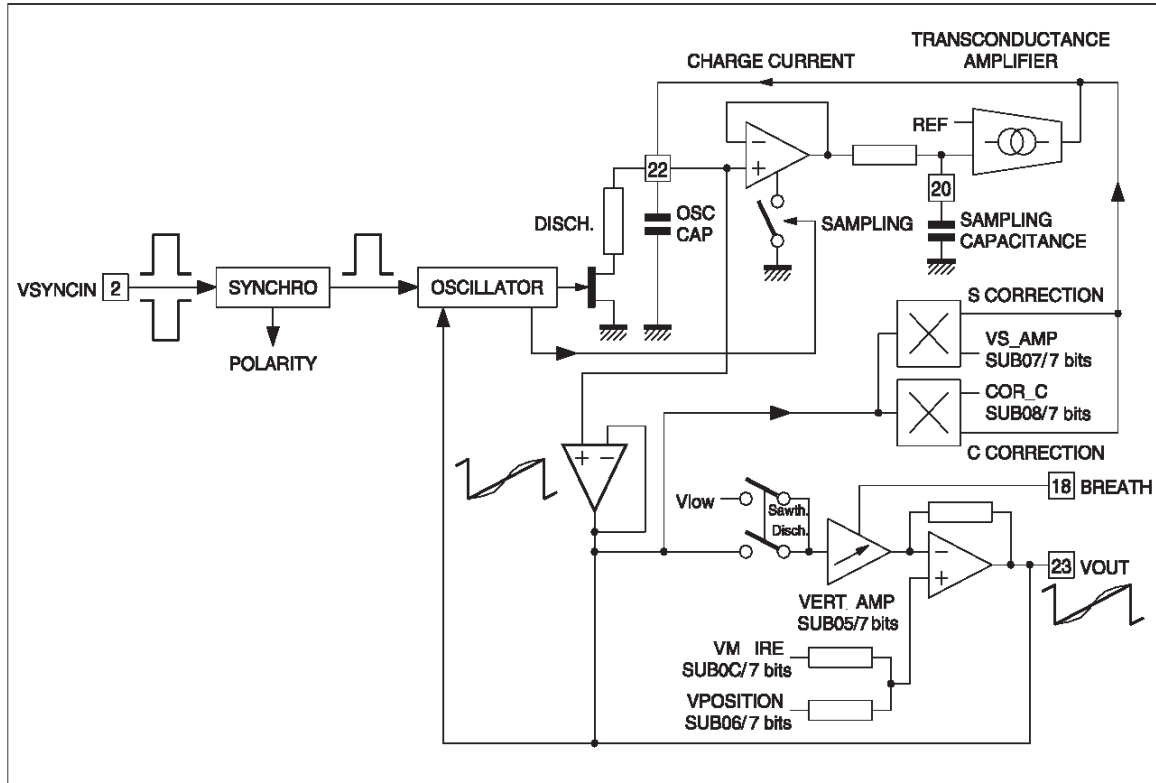 TRANSCONDUCTANCE
AMPLIFIER
CHARGE CURRENT
REF
22
20
DISCH.
OSC
CAP
SAMPLING
SAMPLING
CAPACITANCE
VSYNCIN 2
SYNCHRO
OSCILLATOR
POLARITY
S CORRECTION
VS_AMP
SUB07/7 bits
COR_C
SUB08/7 bits
C CORRECTION
18 BREATH
Vlow
Sawth.
Disch.
23 VOUT
VERT_AMP
SUB05/7 bits
VM IRE
SUB0C/7 bits
VPOSITION
SUB06/7 bits